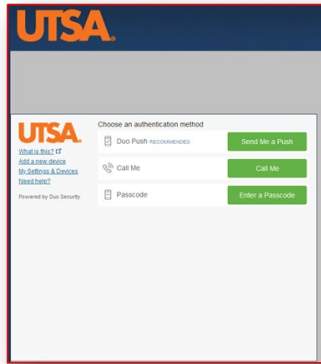 UTSA.
UTSA.
What is this?
Add a new device
My Settings & Devices
Need help?
Powered by Duo Security
Choose an authentication method
Duo Push RECOMMENDED
Send Me a Push
Call Me
Call Me
Passcode
Enter a Passcode